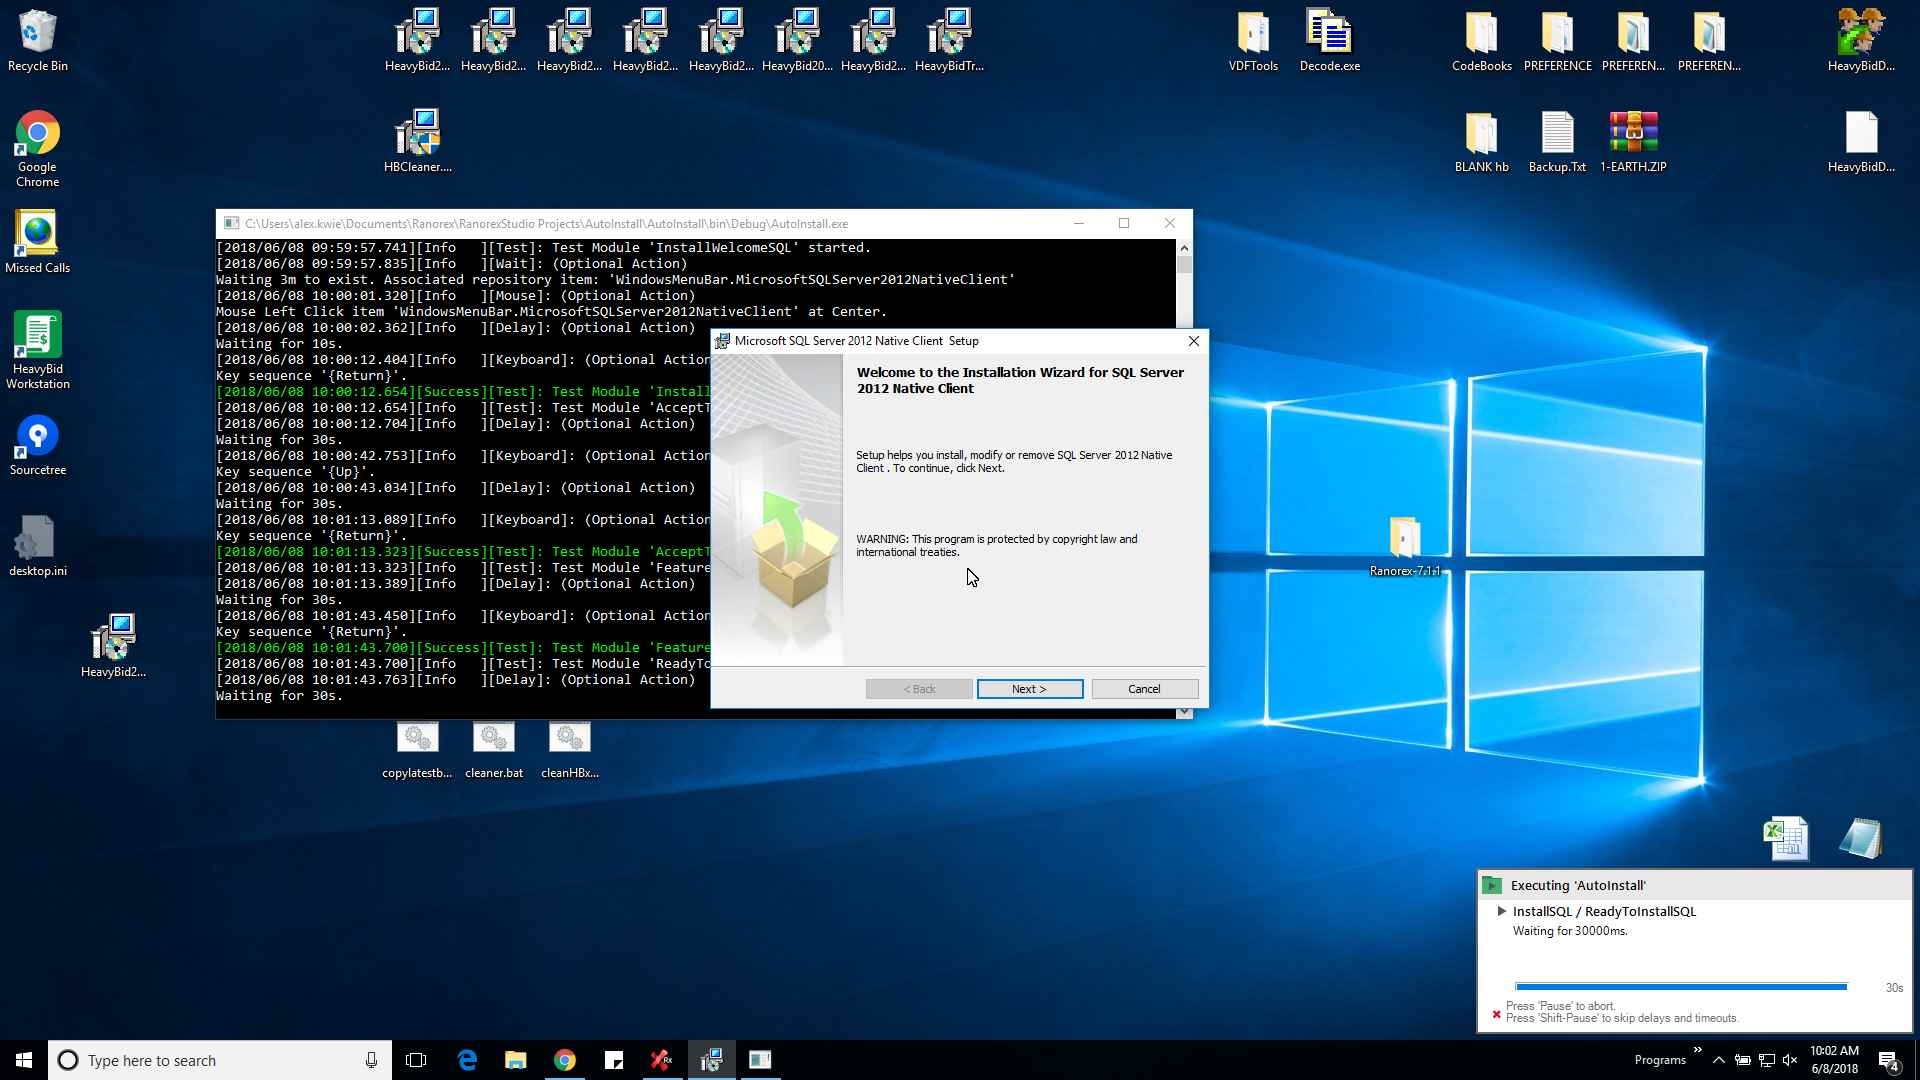 Recycle Bin
HeavyBid2...
HeavyBid2...
HeavyBid2...
HeavyBid2...
HeavyBid2...
HeavyBid20...
HeavyBid2...
HeavyBidTr...
VDFTools
Decode.exe
CodeBooks
PREFERENCE
PREFEREN...
PREFEREN...
HeavyBidD...
Google
Chrome
HBCleaner....
BLANK hb
Backup.Txt
1-EARTH.ZIP
HeavyBidD...
Missed Calls
HeavyBid
Workstation
Sourcetree
desktop.ini
HeavyBid2...
C:\Users\alex.kwie\Documents\Ranorex\RanorexStudio Projects\AutoInstall\AutoInstall\bin\Debug\AutoInstall.exe
[2018/06/08 09:59:57.741][Info   ][Test]: Test Module 'InstallWelcomeSQL' started.
[2018/06/08 09:59:57.835][Info   ][Wait]: (Optional Action)
Waiting 3m to exist. Associated repository item: 'WindowsMenuBar.MicrosoftSQLServer2012NativeClient'
[2018/06/08 10:00:01.320][Info   ][Mouse]: (Optional Action)
Mouse Left Click item 'WindowsMenuBar.MicrosoftSQLServer2012NativeClient' at Center.
[2018/06/08 10:00:02.362][Info   ][Delay]: (Optional Action)
Waiting for 10s.
[2018/06/08 10:00:12.404][Info   ][Keyboard]: (Optional Action
Key sequence '{Return}'.
[2018/06/08 10:00:12.654][Success][Test]: Test Module 'Install
[2018/06/08 10:00:12.654][Info   ][Test]: Test Module 'AcceptT
[2018/06/08 10:00:12.704][Info   ][Delay]: (Optional Action)
Waiting for 30s.
[2018/06/08 10:00:42.753][Info   ][Keyboard]: (Optional Action
Key sequence '{Up}'.
[2018/06/08 10:00:43.034][Info   ][Delay]: (Optional Action)
Waiting for 30s.
[2018/06/08 10:01:13.089][Info   ][Keyboard]: (Optional Action
Key sequence '{Return}'.
[2018/06/08 10:01:13.323][Success][Test]: Test Module 'AcceptT
[2018/06/08 10:01:13.323][Info   ][Test]: Test Module 'Feature
[2018/06/08 10:01:13.389][Info   ][Delay]: (Optional Action)
Waiting for 30s.
[2018/06/08 10:01:43.450][Info   ][Keyboard]: (Optional Action
Key sequence '{Return}'.
[2018/06/08 10:01:43.700][Success][Test]: Test Module 'Feature
[2018/06/08 10:01:43.700][Info   ][Test]: Test Module 'ReadyTo
[2018/06/08 10:01:43.763][Info   ][Delay]: (Optional Action)
Waiting for 30s.
Microsoft SQL Server 2012 Native Client  Setup
Welcome to the Installation Wizard for SQL Server
2012 Native Client
Setup helps you install, modify or remove SQL Server 2012 Native
Client . To continue, click Next.
WARNING: This program is protected by copyright law and
international treaties.
< Back
Next >
Cancel
Ranorex-7.1.1
copylatestb...
cleaner.bat
cleanHBx...
Executing 'AutoInstall'
InstallSQL / ReadyToInstallSQL
Waiting for 30000ms.
30s
Press 'Pause' to abort.
Press 'Shift-Pause' to skip delays and timeouts.
Type here to search
Programs
10:02 AM
6/8/2018
4